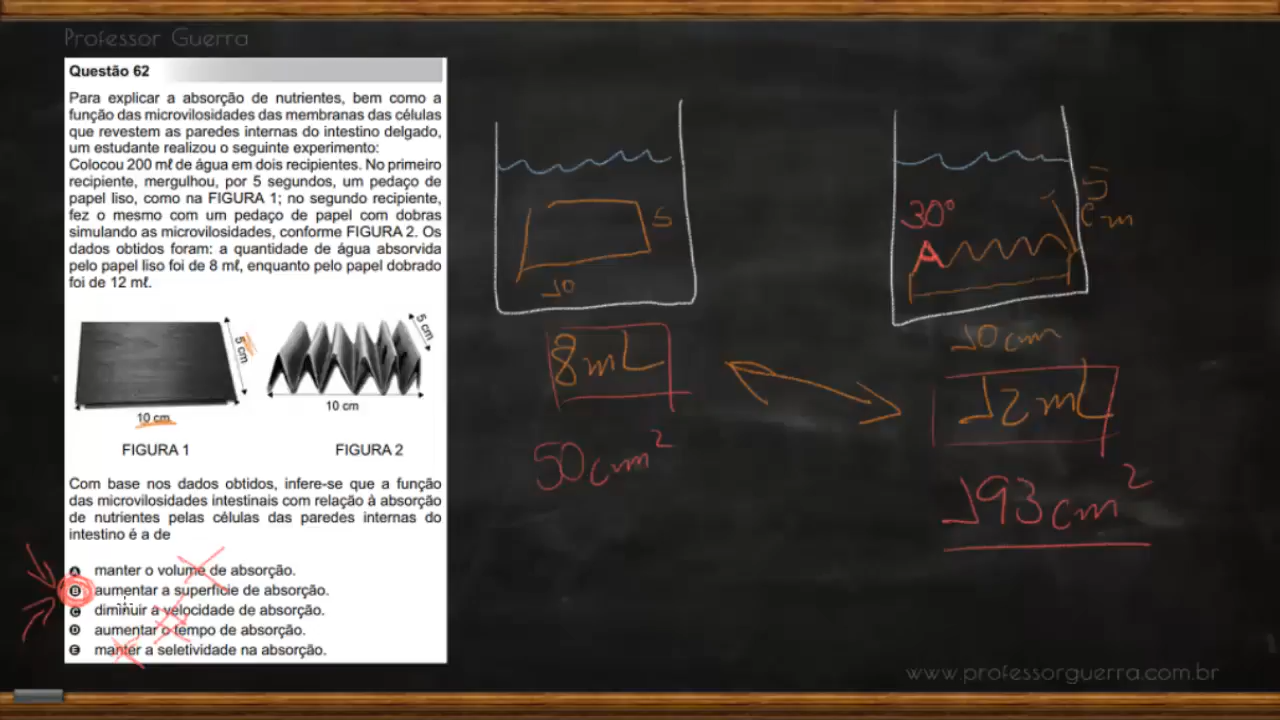 Professor Guerra
Questão 62
Para explicar a absorção de nutrientes, bem como a
função das microvilosidades das membranas das células
que revestem as paredes internas do intestino delgado,
um estudante realizou o seguinte experimento:
Colocou 200 mℓ de água em dois recipientes. No primeiro
recipiente, mergulhou, por 5 segundos, um pedaço de
papel liso, como na FIGURA 1; no segundo recipiente,
fez o mesmo com um pedaço de papel com dobras
simulando as microvilosidades, conforme FIGURA 2. Os
dados obtidos foram: a quantidade de água absorvida
pelo papel liso foi de 8 mℓ, enquanto pelo papel dobrado
foi de 12 mℓ.
5 cm
10 cm
5 cm
10 cm
FIGURA 1
FIGURA 2
Com base nos dados obtidos, infere-se que a função
das microvilosidades intestinais com relação à absorção
de nutrientes pelas células das paredes internas do
intestino é a de
A manter o volume de absorção.
B aumentar a superfície de absorção.
C diminuir a velocidade de absorção.
D aumentar o tempo de absorção.
E manter a seletividade na absorção.
5
10
8mL
50cm²
30°
5
cm
10cm
12mL
193cm²
www.professorguerra.com.br